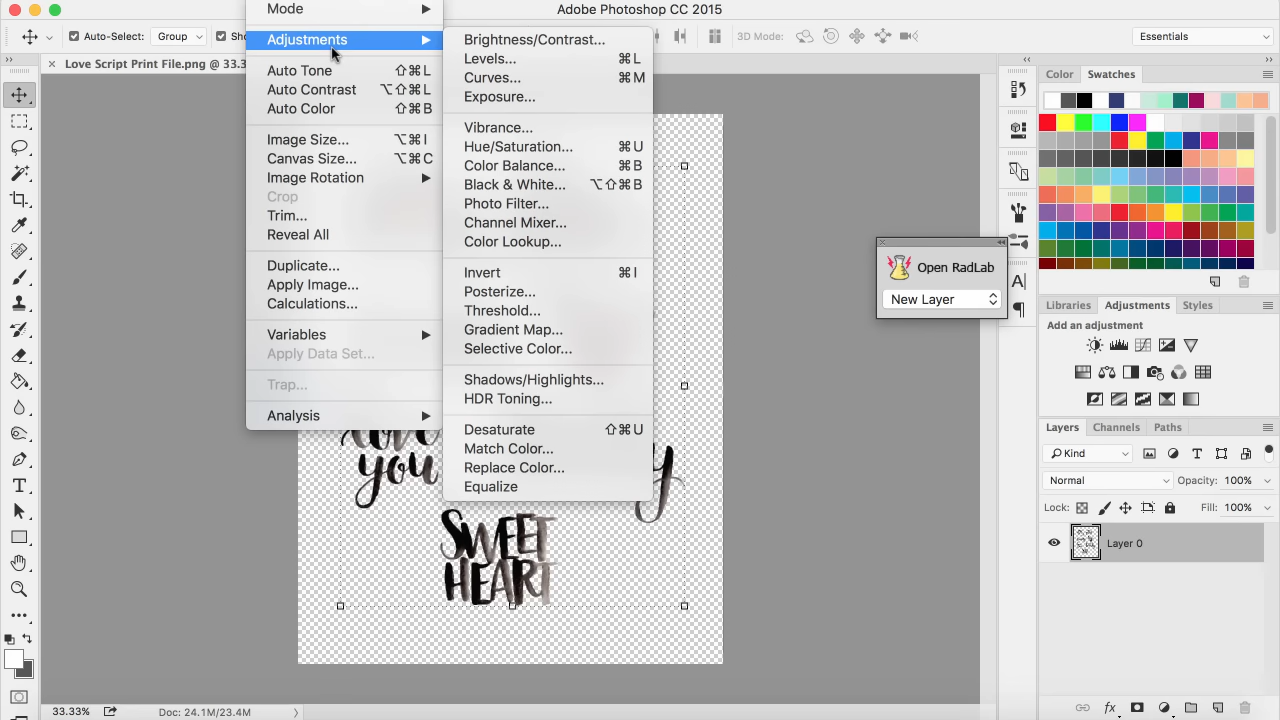 Adobe Photoshop CC 2015
Auto-Select: Group
3D Mode:
Essentials
Love Script Print File.png @ 33.3
Mode
Adjustments
Auto Tone ⇧⌘L
Auto Contrast ⌥⇧⌘L
Auto Color ⇧⌘B
Image Size... ⌥⌘I
Canvas Size... ⌥⌘C
Image Rotation
Crop
Trim...
Reveal All
Duplicate...
Apply Image...
Calculations...
Variables
Apply Data Set...
Trap...
Analysis
Brightness/Contrast...
Levels... ⌘L
Curves... ⌘M
Exposure...
Vibrance...
Hue/Saturation... ⌘U
Color Balance... ⌘B
Black & White... ⌥⇧⌘B
Photo Filter...
Channel Mixer...
Color Lookup...
Invert ⌘I
Posterize...
Threshold...
Gradient Map...
Selective Color...
Shadows/Highlights...
HDR Toning...
Desaturate ⇧⌘U
Match Color...
Replace Color...
Equalize
you
SWEET
HEART
Color Swatches
Open RadLab
New Layer
Libraries Adjustments Styles
Add an adjustment
Layers Channels Paths
Kind
Normal Opacity: 100%
Lock: Fill: 100%
Layer 0
33.33% Doc: 24.1M/23.4M